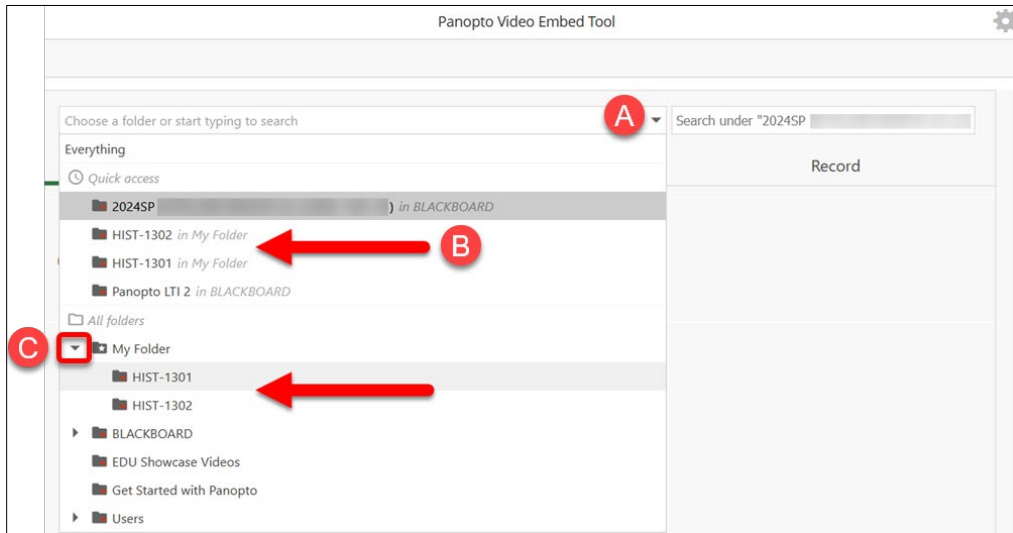 Panopto Video Embed Tool
Choose a folder or start typing to search
A
Search under "2024SP
Everything
Record
Quick access
2024SP ) in BLACKBOARD
HIST-1302 in My Folder
B
HIST-1301 in My Folder
Panopto LTI 2 in BLACKBOARD
All folders
C
My Folder
HIST-1301
HIST-1302
BLACKBOARD
EDU Showcase Videos
Get Started with Panopto
Users